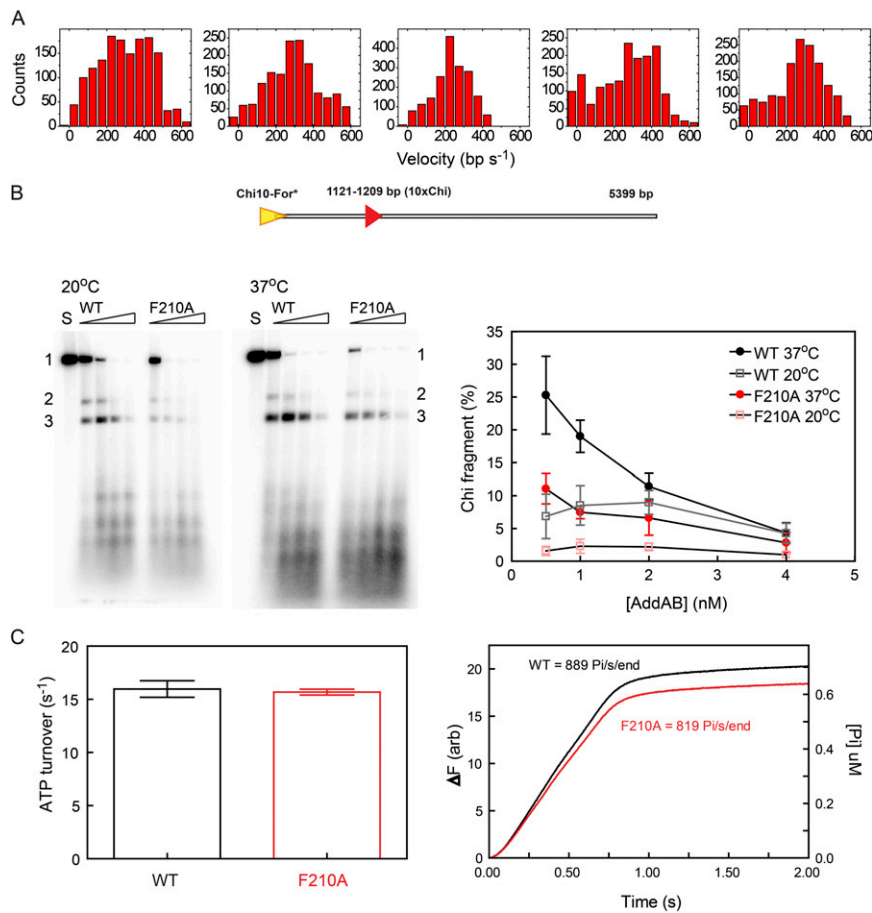 A
Counts
150
100
50
0
0 200 400 600
250
200
150
100
50
0
0 200 400 600
400
300
200
100
0
0 200 400 600
250
200
150
100
50
0
0 200 400 600
250
200
150
100
50
0
0 200 400 600
Velocity (bp s-1)
B
Chi10-For* 1121-1209 bp (10xChi) 5399 bp
20oC
S WT F210A
37oC
S WT F210A
1
2
3
1
2
3
Chi fragment (%)
35
30
25
20
15
10
5
0
0 1 2 3 4 5
[AddAB] (nM)
WT 37oC
WT 20oC
F210A 37oC
F210A 20oC
C
ATP turnover (s-1)
20
15
10
5
0
WT F210A
ΔF (arb)
20
15
10
5
0
WT = 889 Pi/s/end
F210A = 819 Pi/s/end
0.6
0.4
0.2
0.0
[Pi] uM
0.00 0.50 1.00 1.50 2.00
Time (s)